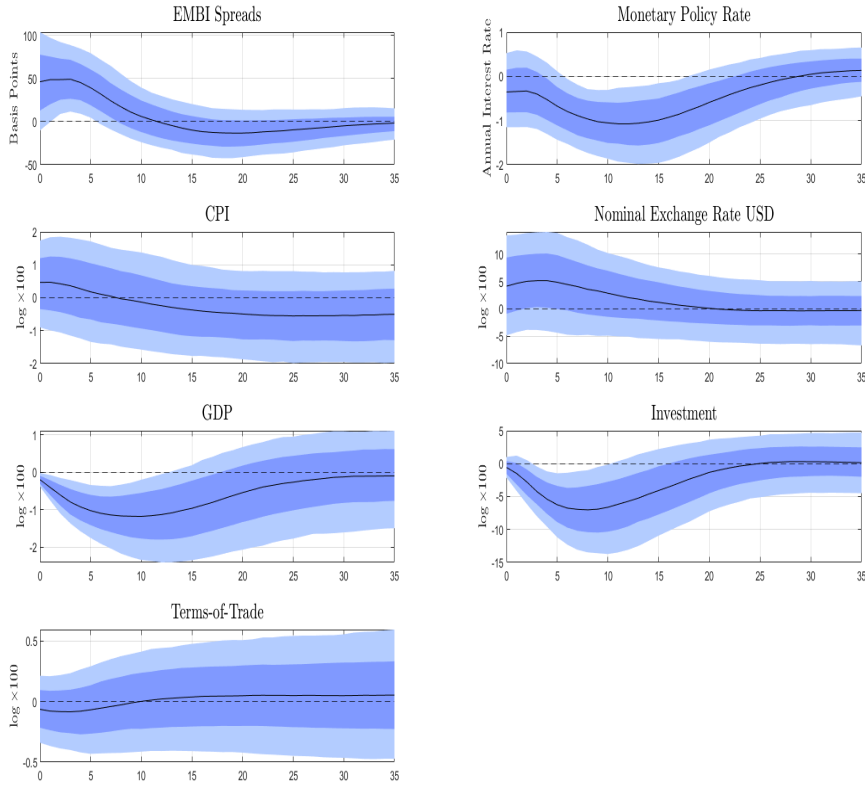 EMBI Spreads
Basis Points
100
50
0
-50
0 5 10 15 20 25 30 35
Monetary Policy Rate
Annual Interest Rate
1
0
-1
-2
0 5 10 15 20 25 30 35
CPI
log ×100
2
1
0
-1
-2
0 5 10 15 20 25 30 35
Nominal Exchange Rate USD
log ×100
10
5
0
-5
-10
0 5 10 15 20 25 30 35
GDP
log ×100
1
0
-1
-2
0 5 10 15 20 25 30 35
Investment
log ×100
5
0
-5
-10
-15
0 5 10 15 20 25 30 35
Terms-of-Trade
log ×100
0.5
0
-0.5
0 5 10 15 20 25 30 35